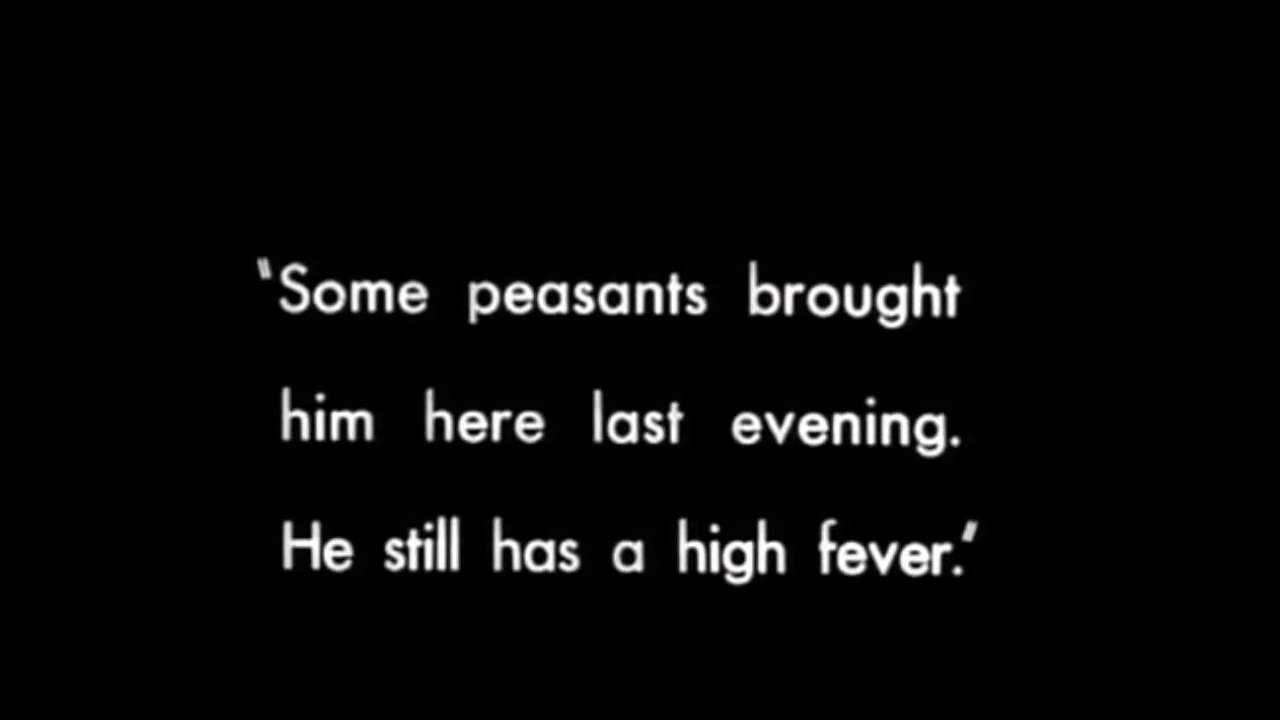 "Some peasants brought
him here last evening.
He still has a high fever."